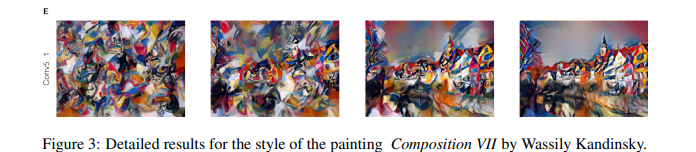 E
Conv5_1
Figure 3: Detailed results for the style of the painting Composition VII by Wassily Kandinsky.